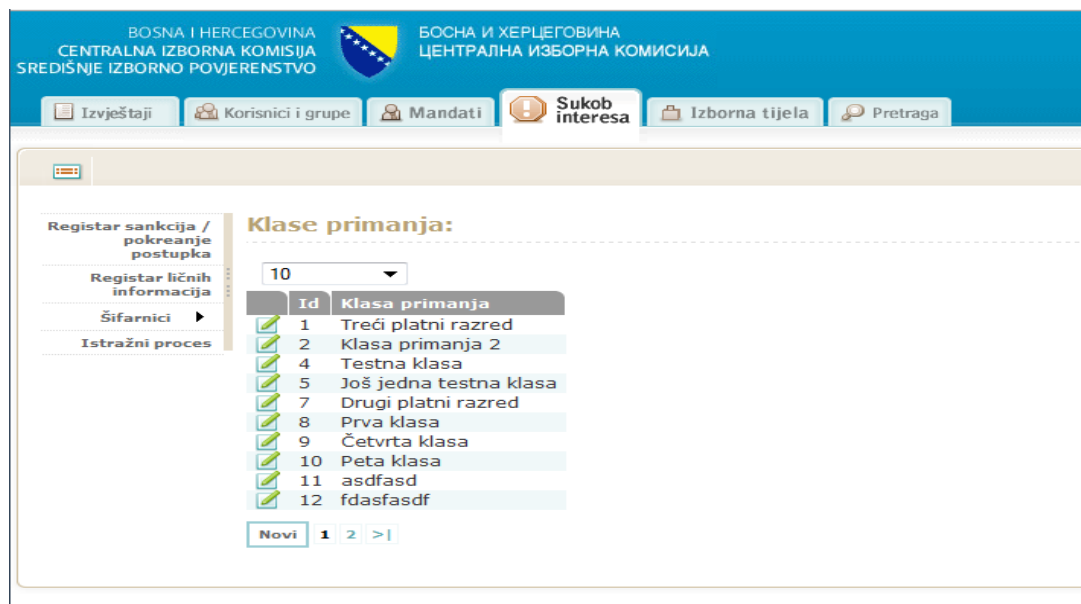 BOSNA I HERCEGOVINA
CENTRALNA IZBORNA KOMISIJA
SREDIŠNJE IZBORNO POVJERENSTVO
БОСНА И ХЕРЦЕГОВИНА
ЦЕНТРАЛНА ИЗБОРНА КОМИСИЈА
Izvještaji
Korisnici i grupe
Mandati
Sukob
interesa
Izborna tijela
Pretraga
Registar sankcija /
pokreanje
postupka
Registar ličnih
informacija
Šifarnici
Istražni proces
Klase primanja:
10
Id Klasa primanja
1 Treći platni razred
2 Klasa primanja 2
4 Testna klasa
5 Još jedna testna klasa
7 Drugi platni razred
8 Prva klasa
9 Četvrta klasa
10 Peta klasa
11 asdfasd
12 fdasfasdf
Novi 1 2 >|